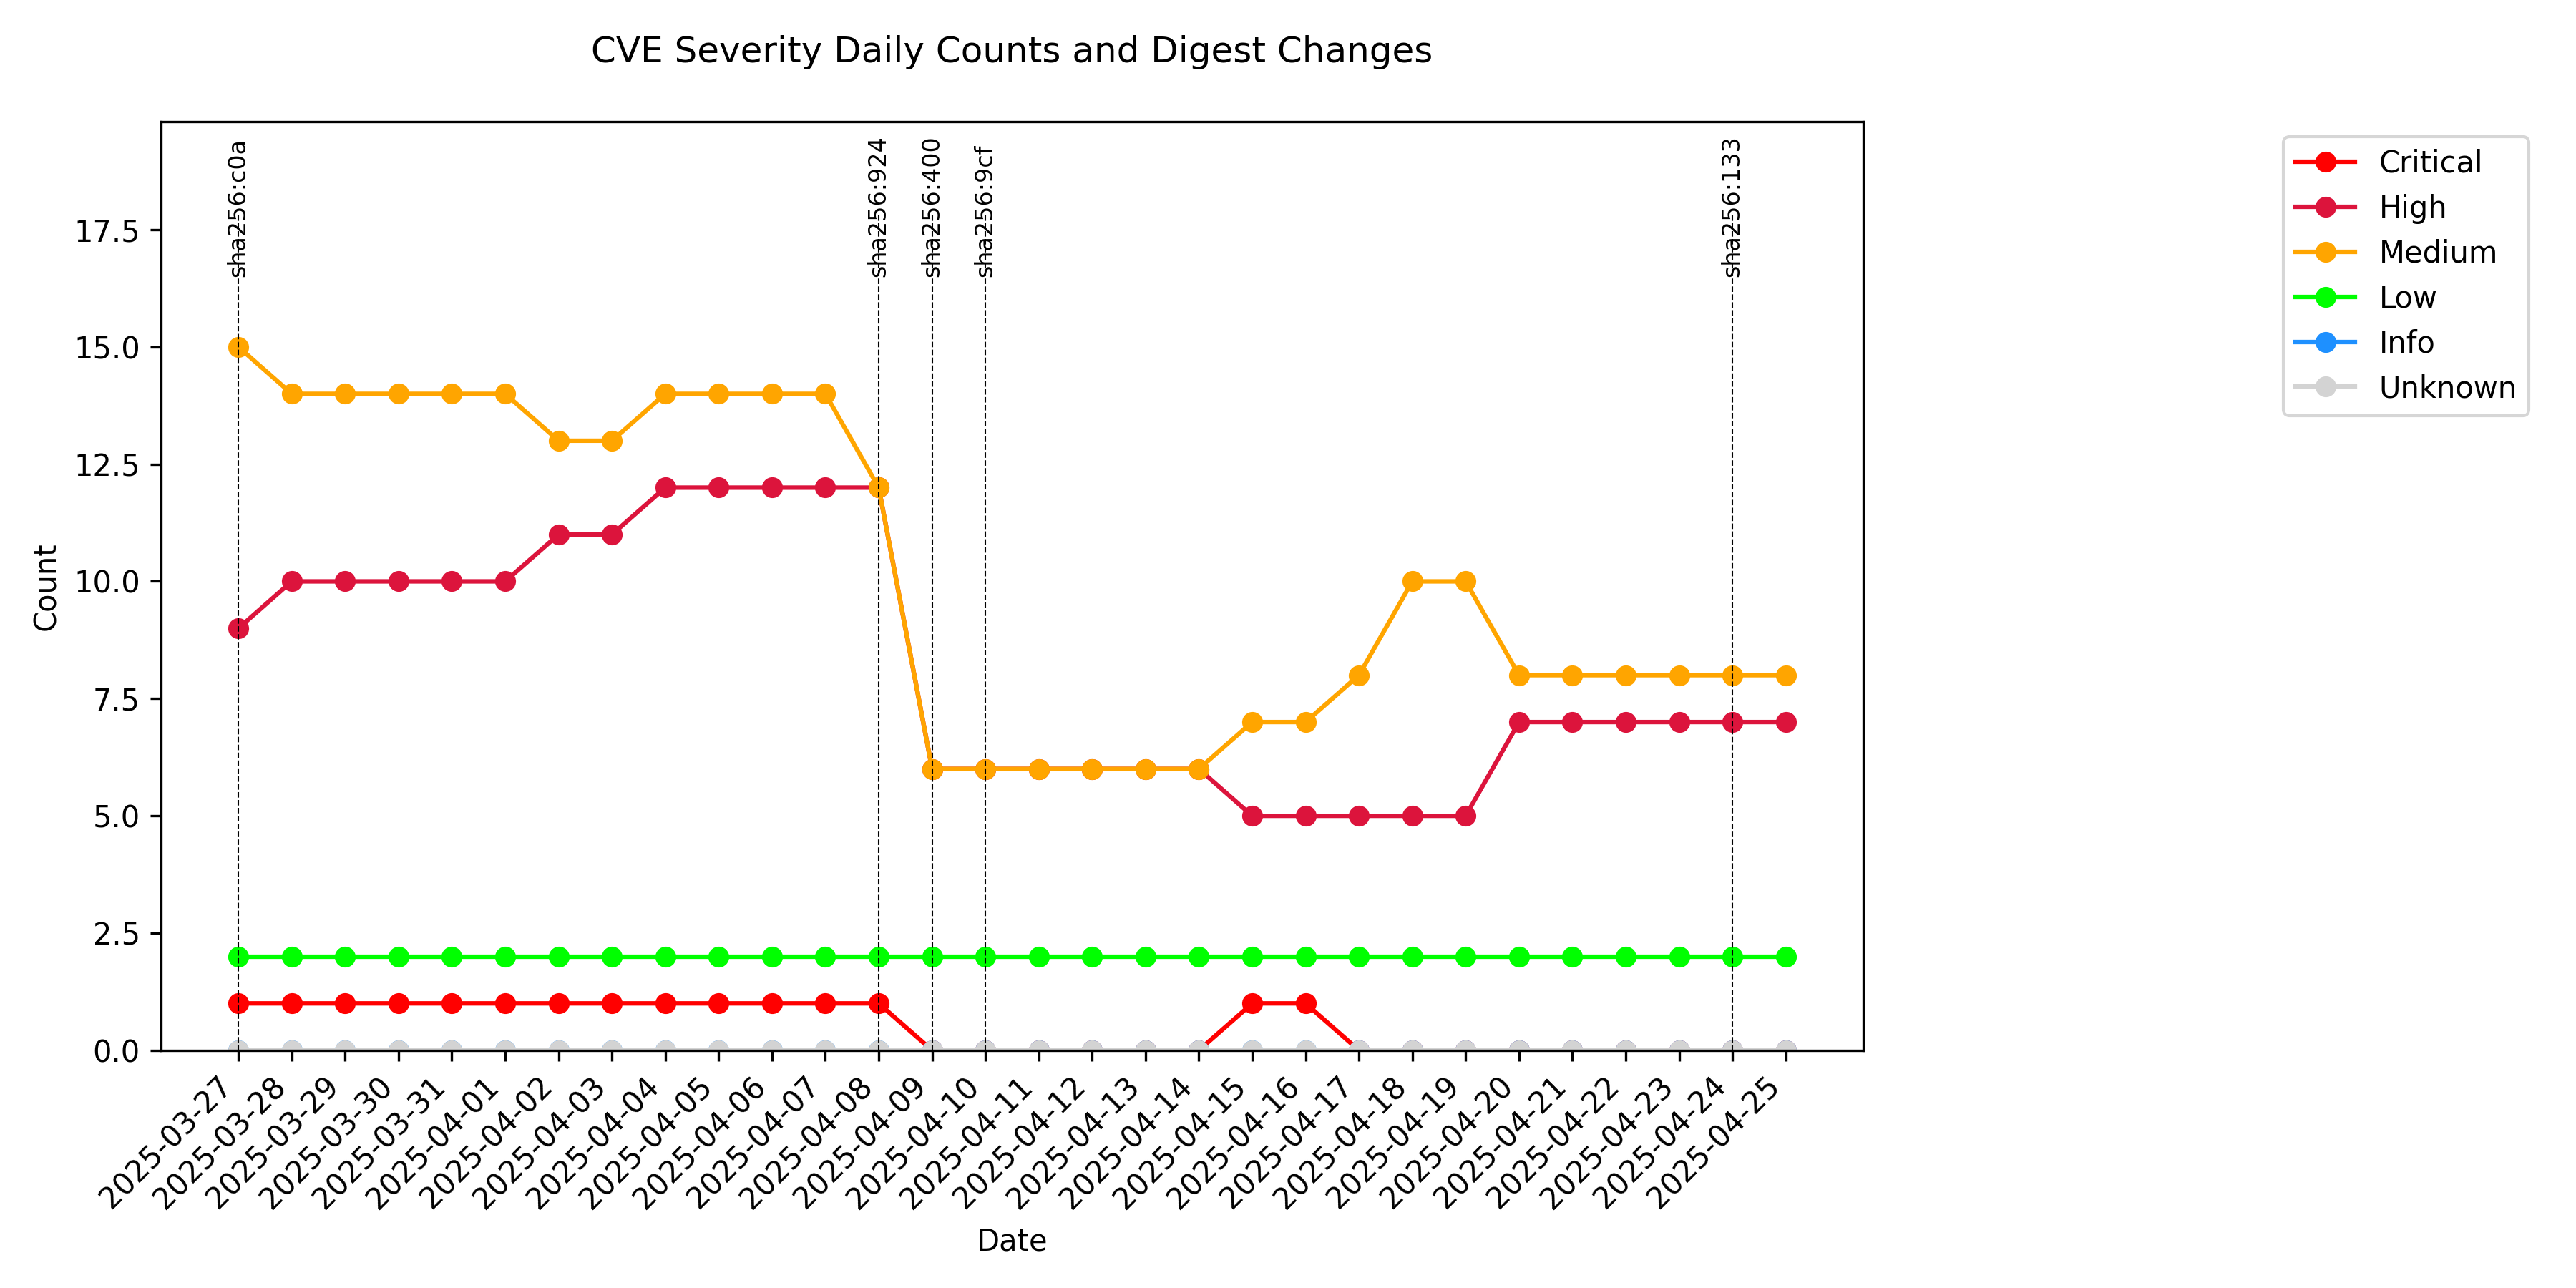 CVE Severity Daily Counts and Digest Changes
sha256:c0a
sha256:924
sha256:400
sha256:9cf
sha256:133
Critical
High
Medium
Low
Info
Unknown
17.5
15.0
12.5
10.0
7.5
5.0
2.5
0.0
Count
2025-03-27
2025-03-28
2025-03-29
2025-03-30
2025-03-31
2025-04-01
2025-04-02
2025-04-03
2025-04-04
2025-04-05
2025-04-06
2025-04-07
2025-04-08
2025-04-09
2025-04-10
2025-04-11
2025-04-12
2025-04-13
2025-04-14
2025-04-15
2025-04-16
2025-04-17
2025-04-18
2025-04-19
2025-04-20
2025-04-21
2025-04-22
2025-04-23
2025-04-24
2025-04-25
Date